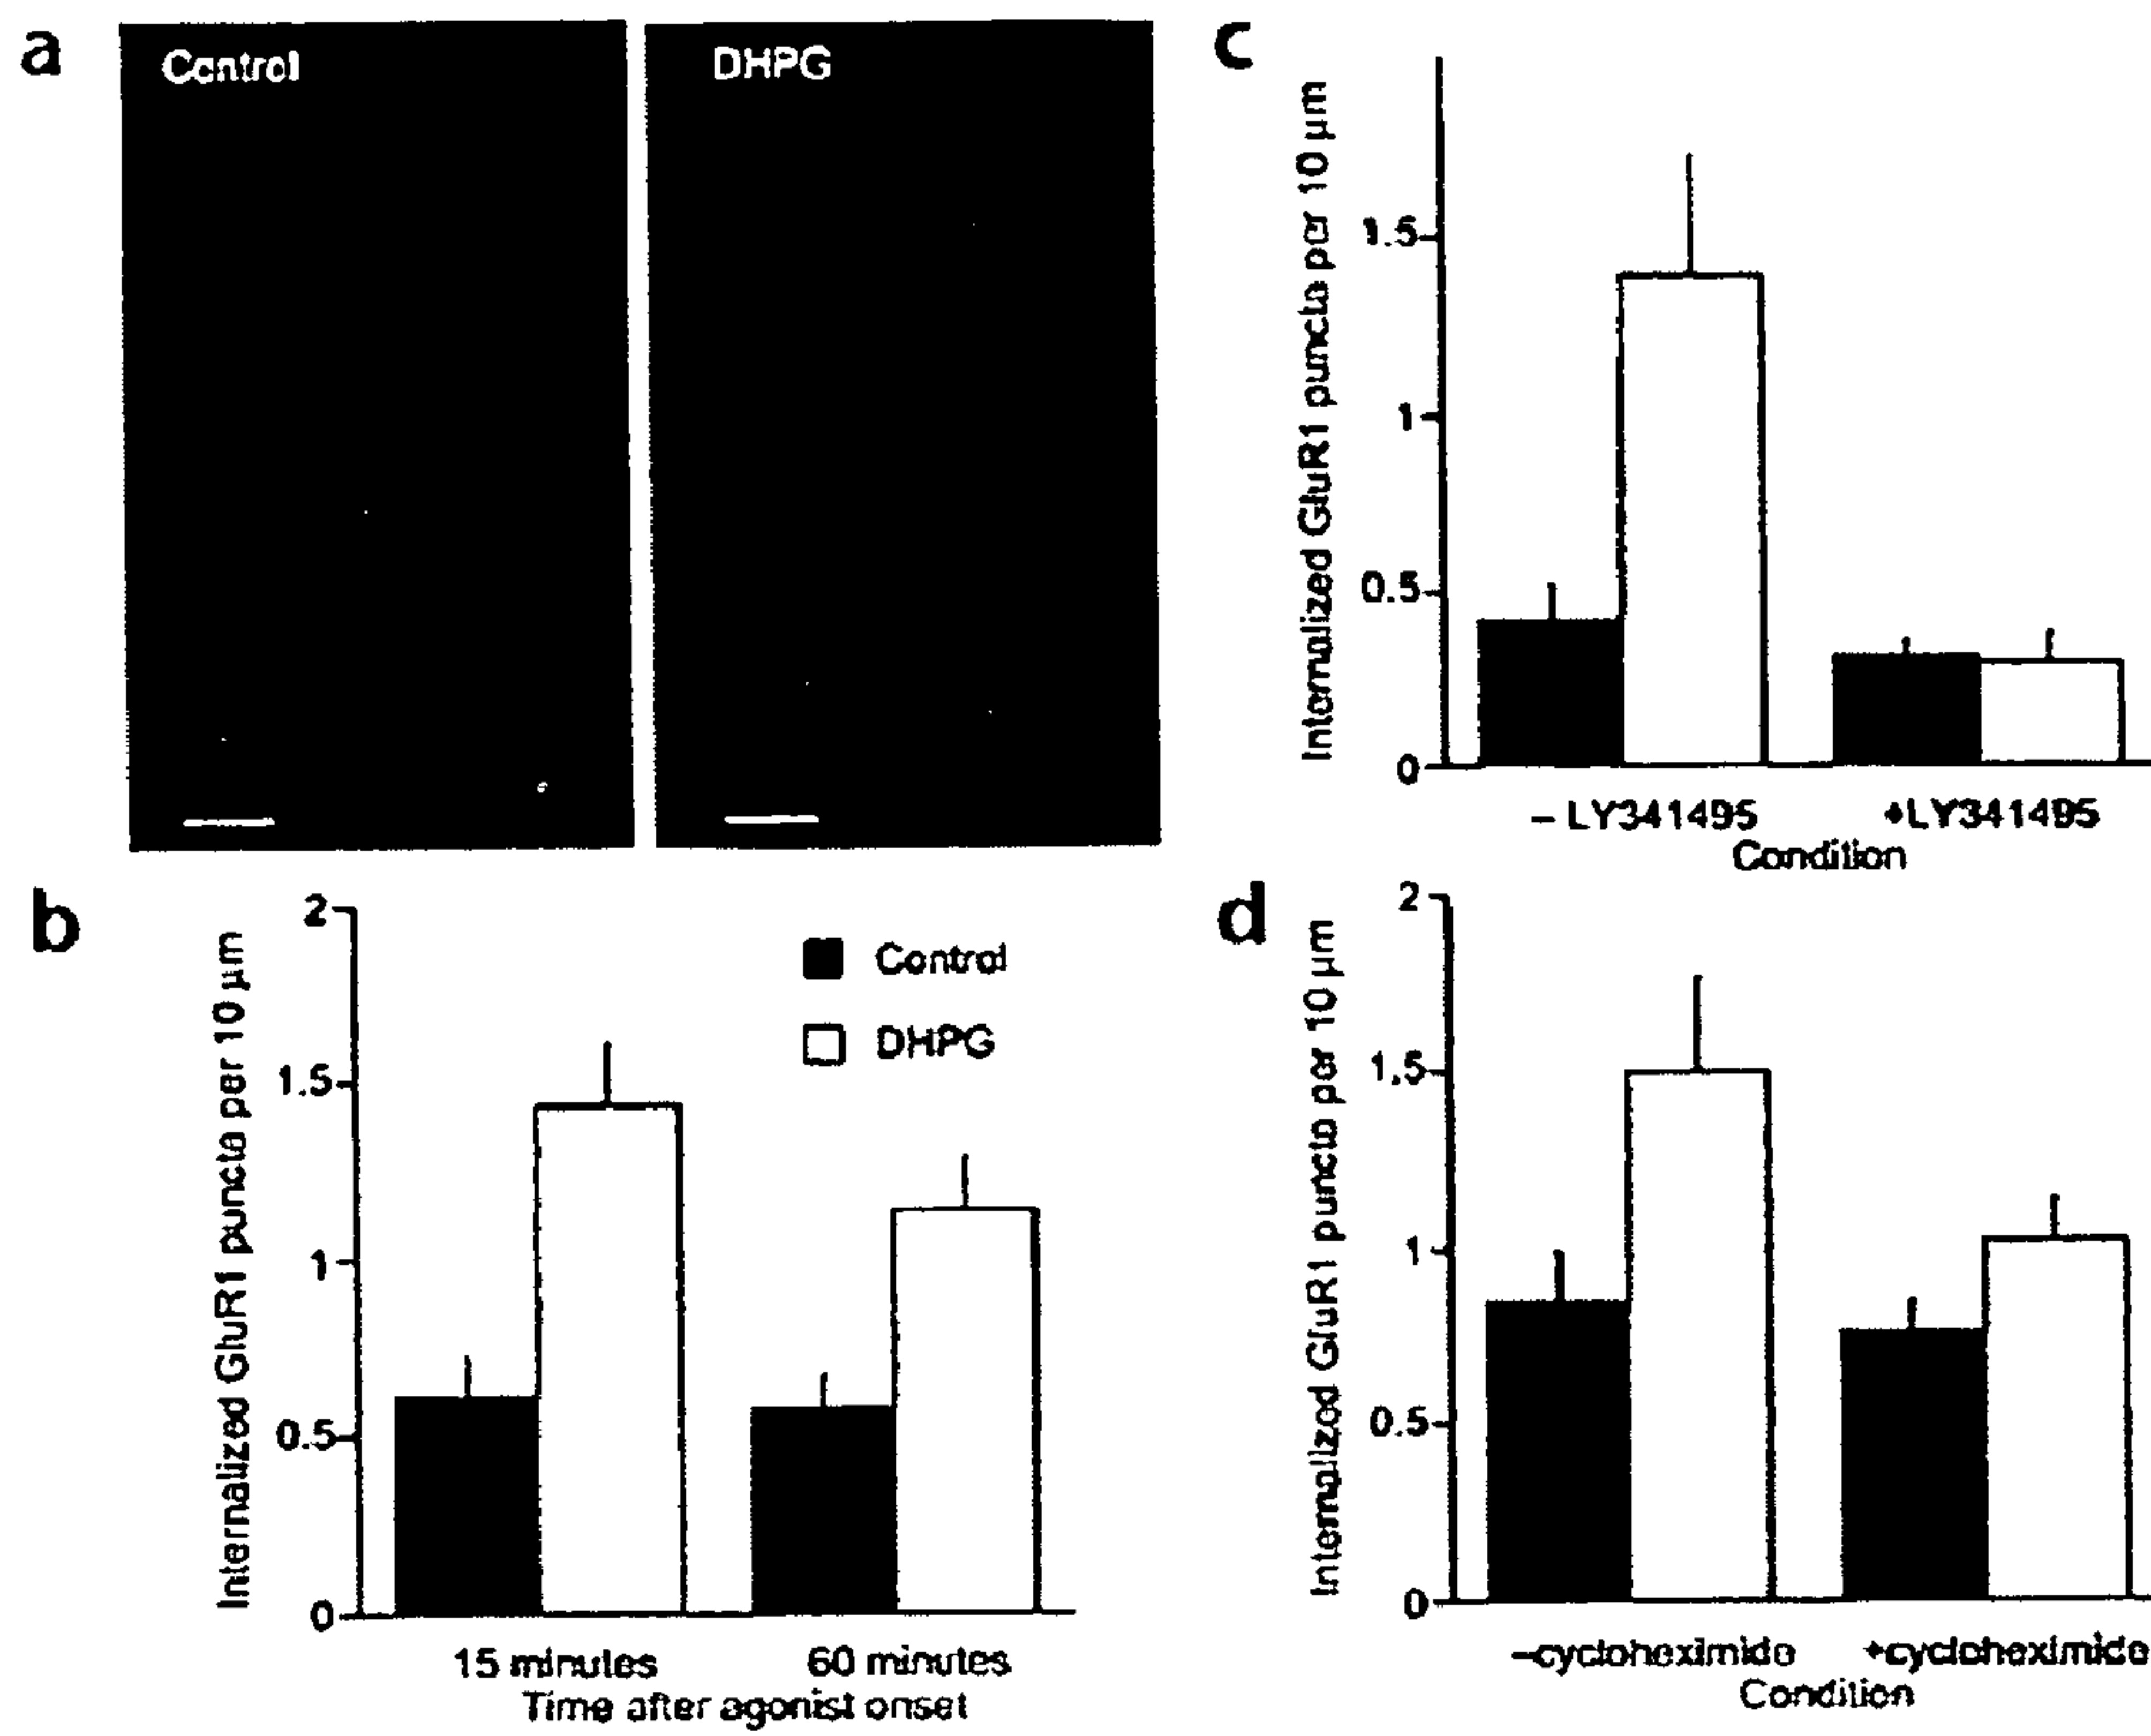 a
Control
DHPG
b
Internalized GluR1 puncta per 10 µm
2
1.5
1
0.5
0
Control
DHPG
15 minutes
60 minutes
Time after agonist onset
c
Internalized GluR1 puncta per 10 µm
1.5
1
0.5
0
– LY341495
+LY341495
Condition
d
Internalized GluR1 puncta per 10 µm
2
1.5
1
0.5
0
–cycloheximide
+cycloheximide
Condition